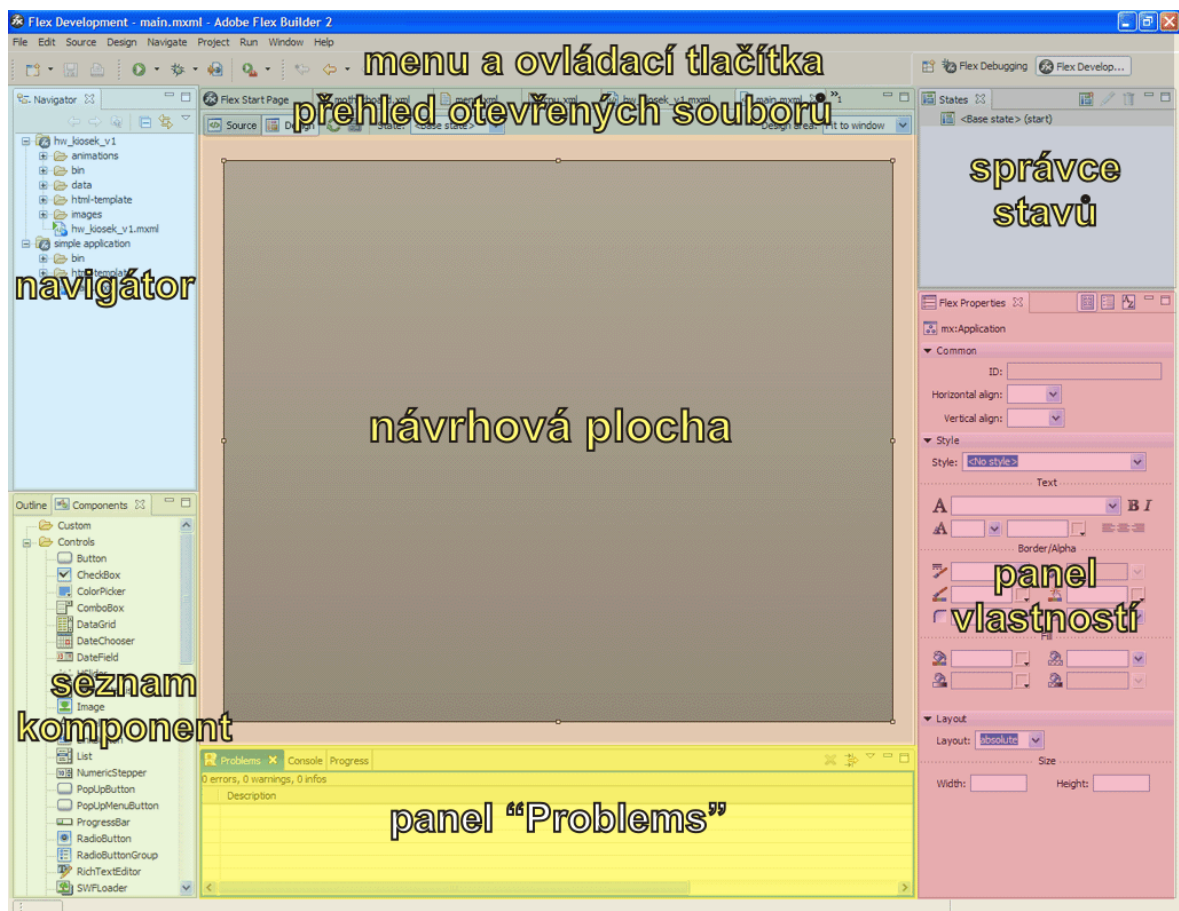 Flex Development - main.mxml - Adobe Flex Builder 2
File Edit Source Design Navigate Project Run Window Help
menu a ovládací tlačítka
Flex Debugging Flex Develop...
Navigator
Flex Start Page
main.mxml
1
přehled otevřených souborů
Source
State: <Base state>
Fit to window
States
<Base state> (start)
správce
stavů
hw_kiosek_v1
animations
bin
data
html-template
images
hw_kiosek_v1.mxml
simple application
bin
navigátor
návrhová plocha
Flex Properties
mx:Application
Common
ID:
Horizontal align:
Vertical align:
Style
Style: <No style>
Text
A B I
A
Border/Alpha
panel
vlastností
Fill
Layout
Layout: absolute
Size
Width: Height:
Outline Components
Custom
Controls
Button
CheckBox
ColorPicker
ComboBox
DataGrid
DateChooser
DateField
seznam
Image
komponent
List
NumericStepper
PopUpButton
PopUpMenuButton
ProgressBar
RadioButton
RadioButtonGroup
RichTextEditor
SWFLoader
Problems Console Progress
0 errors, 0 warnings, 0 infos
Description
panel “Problems”